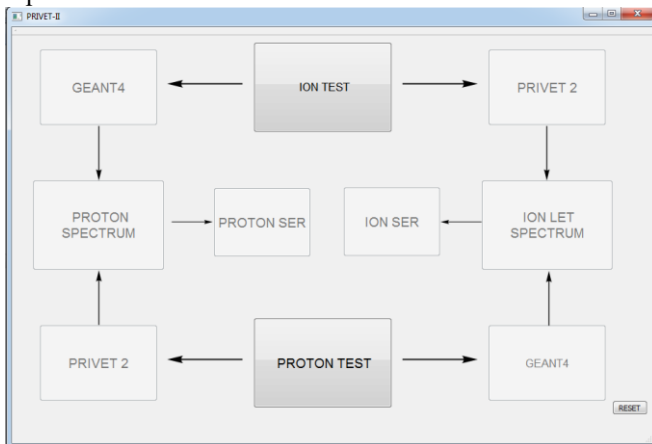 PRIVET-II
GEANT4
ION TEST
PRIVET 2
PROTON
SPECTRUM
PROTON SER
ION SER
ION LET
SPECTRUM
PRIVET 2
PROTON TEST
GEANT4
RESET